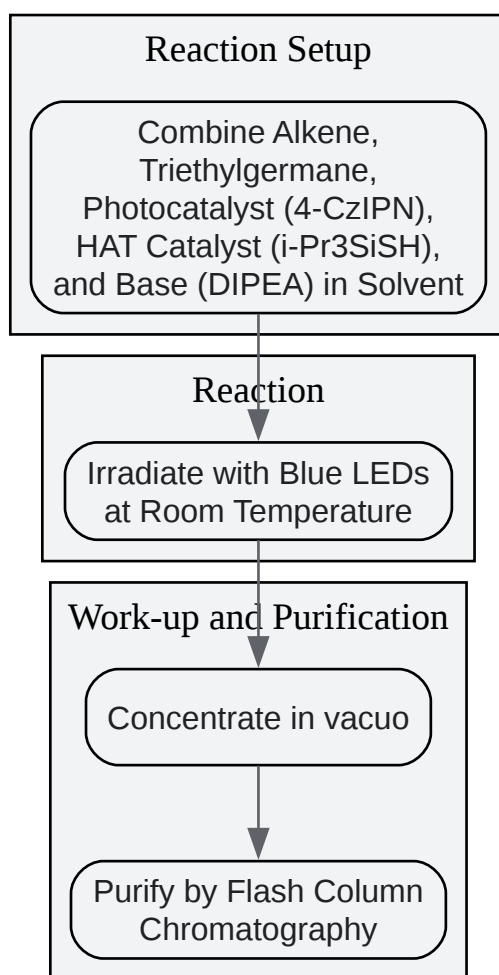 Reaction Setup
Combine Alkene,
Triethylgermane,
Photocatalyst (4-CzIPN),
HAT Catalyst (i-Pr3SiSH),
and Base (DIPEA) in Solvent
Reaction
Irradiate with Blue LEDs
at Room Temperature
Work-up and Purification
Concentrate in vacuo
Purify by Flash Column
Chromatography